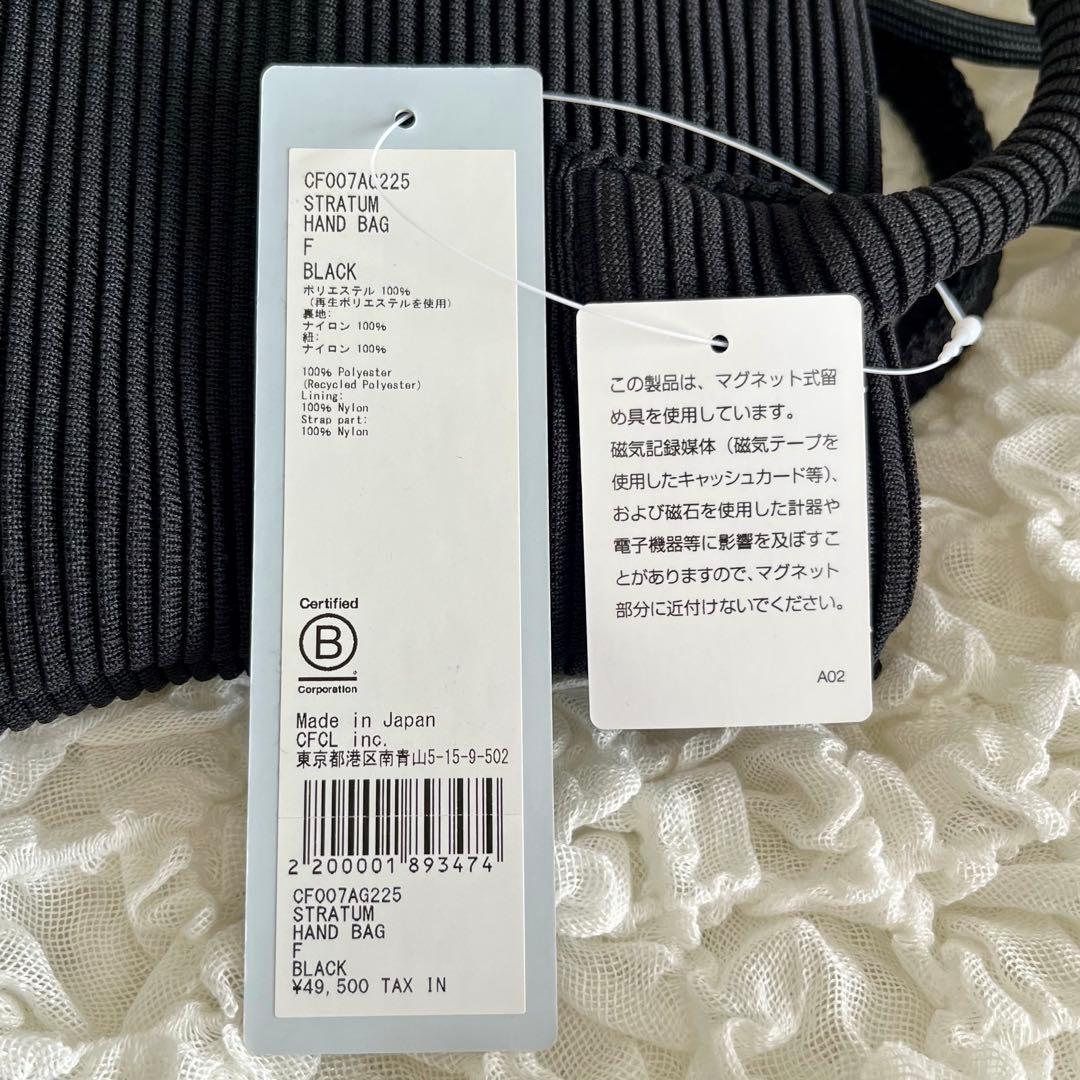 CF007AG225
STRATUM
HAND BAG
F
BLACK
ポリエステル 100%
(再生ポリエステルを使用)
裏地:
ナイロン 100%
紐:
ナイロン 100%
100% Polyester
(Recycled Polyester)
Lining:
100% Nylon
Strap part:
100% Nylon
Certified
B
Corporation
Made in Japan
CFCL inc.
東京都港区南青山5-15-9-502
2 200001 893474
CF007AG225
STRATUM
HAND BAG
F
BLACK
¥49,500 TAX IN
この製品は、マグネット式留
め具を使用しています。
磁気記録媒体(磁気テープを
使用したキャッシュカード等)、
および磁石を使用した計器や
電子機器等に影響を及ぼすこ
とがありますので、マグネット
部分に近付けないでください。
A02